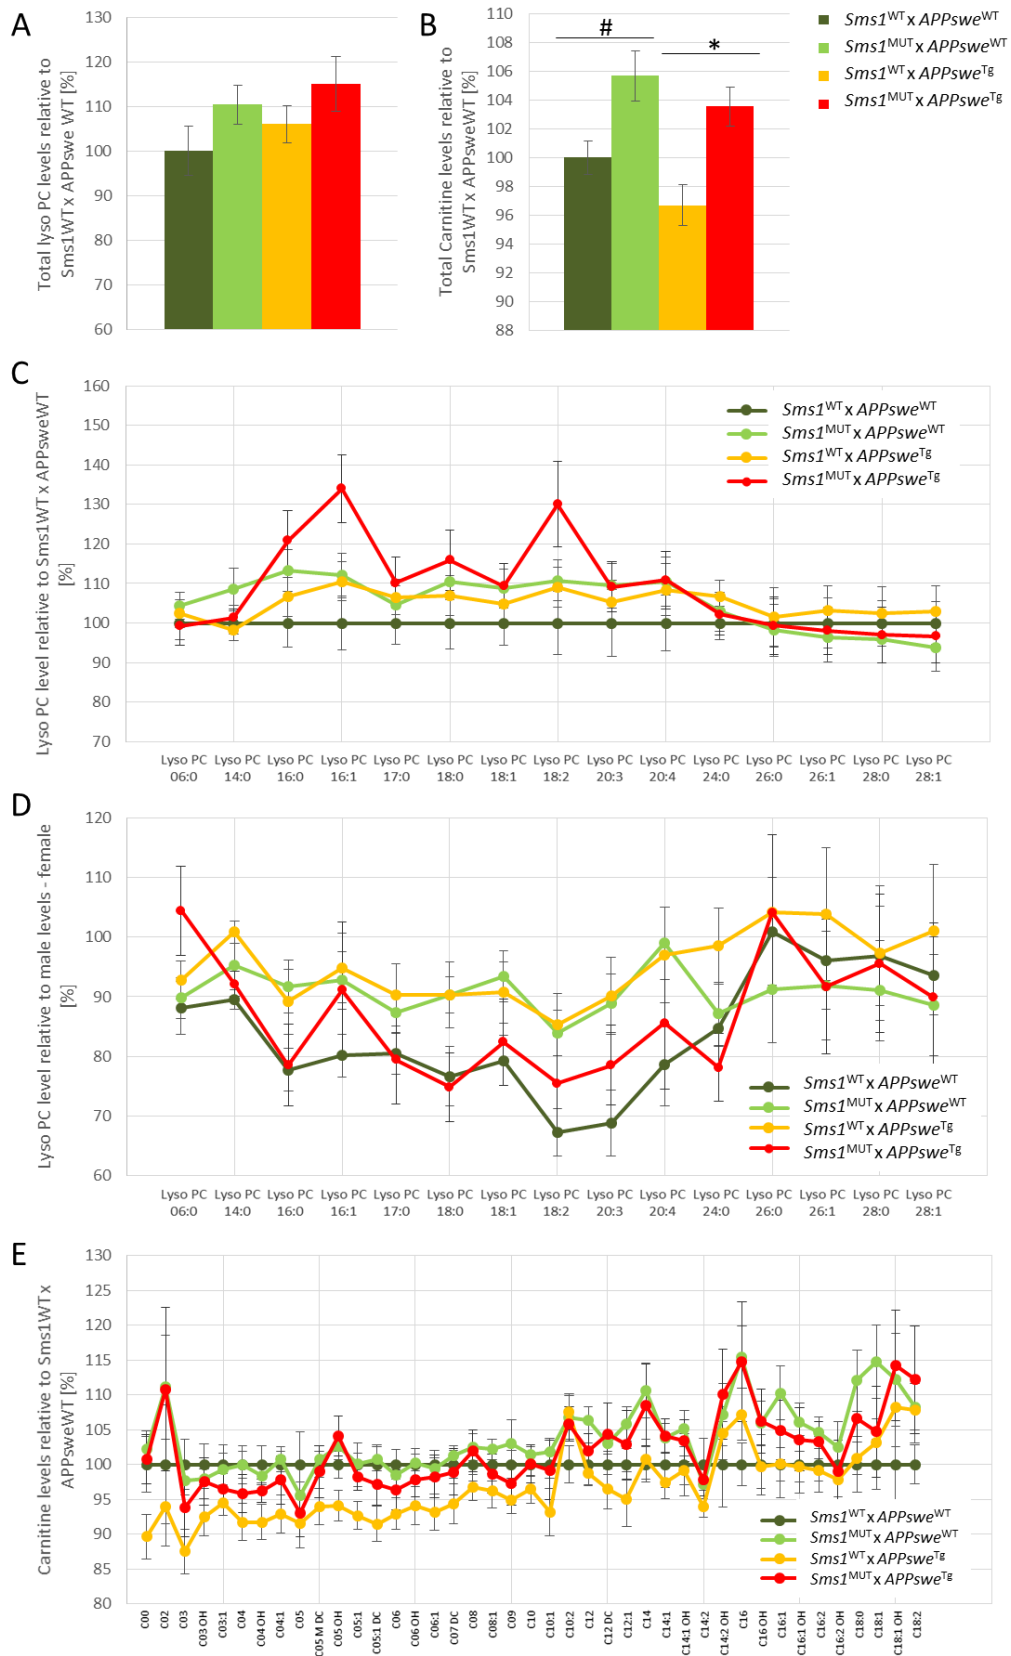 A
Total lyso PC levels relative to
Sms1WT x APPswe WT [%]
130
120
110
100
90
80
70
60
B
Total Carnitine levels relative to
Sms1WT x APPsweWT [%]
110
108
106
104
102
100
98
96
94
92
90
88
#
*
Sms1WT x APPsweWT
Sms1MUT x APPsweWT
Sms1WT x APPsweTg
Sms1MUT x APPsweTg
C
Lyso PC level relative to Sms1WT x APPsweWT
[%]
160
150
140
130
120
110
100
90
80
70
Sms1WT x APPsweWT
Sms1MUT x APPsweWT
Sms1WT x APPsweTg
Sms1MUT x APPsweTg
Lyso PC Lyso PC Lyso PC Lyso PC Lyso PC Lyso PC Lyso PC Lyso PC Lyso PC Lyso PC Lyso PC Lyso PC Lyso PC Lyso PC Lyso PC
06:0 14:0 16:0 16:1 17:0 18:0 18:1 18:2 20:3 20:4 24:0 26:0 26:1 28:0 28:1
D
Lyso PC level relative to male levels - female
[%]
120
110
100
90
80
70
60
Sms1WT x APPsweWT
Sms1MUT x APPsweWT
Sms1WT x APPsweTg
Sms1MUT x APPsweTg
Lyso PC Lyso PC Lyso PC Lyso PC Lyso PC Lyso PC Lyso PC Lyso PC Lyso PC Lyso PC Lyso PC Lyso PC Lyso PC Lyso PC Lyso PC
06:0 14:0 16:0 16:1 17:0 18:0 18:1 18:2 20:3 20:4 24:0 26:0 26:1 28:0 28:1
E
Carnitine levels relative to Sms1WT x
APPsweWT [%]
130
125
120
115
110
105
100
95
90
85
80
Sms1WT x APPsweWT
Sms1MUT x APPsweWT
Sms1WT x APPsweTg
Sms1MUT x APPsweTg
C00
C02
C03
C03 OH
C03:1
C04
C04 OH
C04:1
C05
C05 M DC
C05 OH
C05:1
C05:1 DC
C06
C06 OH
C06:1
C07 DC
C08
C08:1
C09
C10
C10:1
C10:2
C12
C12 DC
C12:1
C14
C14:1
C14:1 OH
C14:2
C14:2 OH
C16
C16 OH
C16:1
C16:1 OH
C16:2
C16:2 OH
C18:0
C18:1
C18:1 OH
C18:2